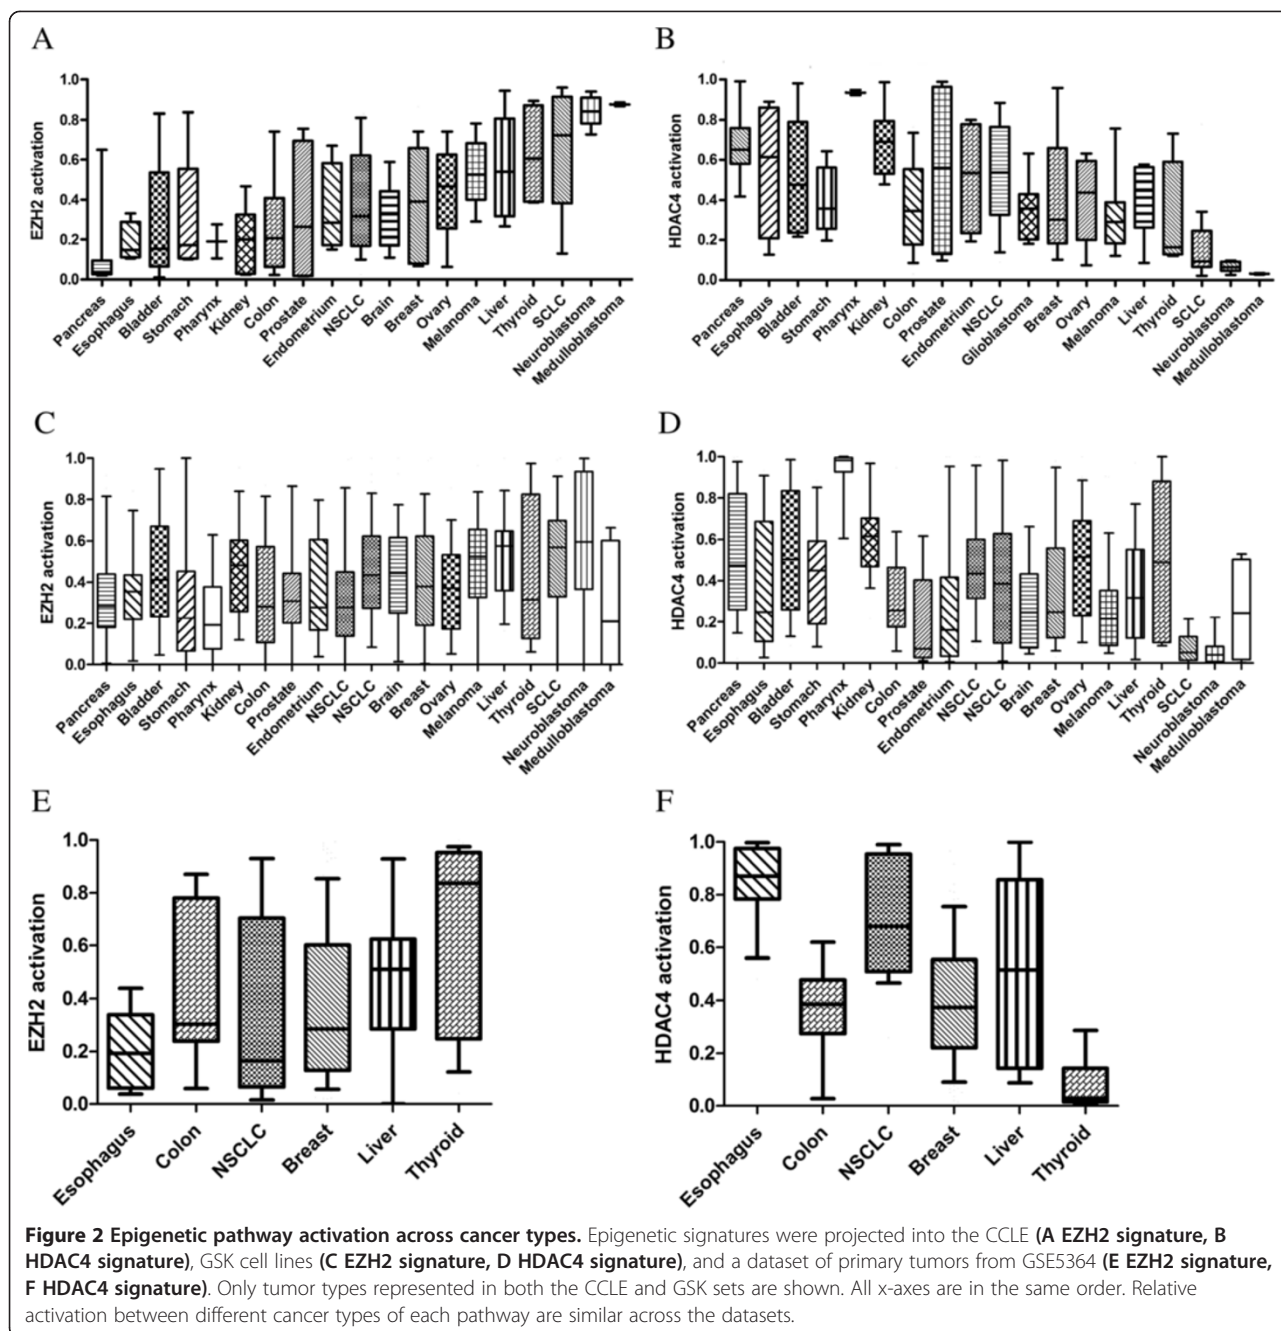 A
EZH2 activation
1.0
0.8
0.6
0.4
0.2
0.0
Pancreas
Esophagus
Bladder
Stomach
Pharynx
Kidney
Colon
Prostate
Endometrium
NSCLC
Brain
Breast
Ovary
Melanoma
Liver
Thyroid
SCLC
Neuroblastoma
Medulloblastoma
B
HDAC4 activation
1.0
0.8
0.6
0.4
0.2
0.0
Pancreas
Esophagus
Bladder
Stomach
Pharynx
Kidney
Colon
Prostate
Endometrium
NSCLC
Glioblastoma
Breast
Ovary
Melanoma
Liver
Thyroid
SCLC
Neuroblastoma
Medulloblastoma
C
EZH2 activation
1.0
0.8
0.6
0.4
0.2
0.0
Pancreas
Esophagus
Bladder
Stomach
Pharynx
Kidney
Colon
Prostate
Endometrium
NSCLC
NSCLC
Brain
Breast
Ovary
Melanoma
Liver
Thyroid
SCLC
Neuroblastoma
Medulloblastoma
D
HDAC4 activation
1.0
0.8
0.6
0.4
0.2
0.0
Pancreas
Esophagus
Bladder
Stomach
Pharynx
Kidney
Colon
Prostate
Endometrium
NSCLC
NSCLC
Brain
Breast
Ovary
Melanoma
Liver
Thyroid
SCLC
Neuroblastoma
Medulloblastoma
E
EZH2 activation
1.0
0.8
0.6
0.4
0.2
0.0
Esophagus
Colon
NSCLC
Breast
Liver
Thyroid
F
HDAC4 activation
1.0
0.8
0.6
0.4
0.2
0.0
Esophagus
Colon
NSCLC
Breast
Liver
Thyroid
Figure 2 Epigenetic pathway activation across cancer types. Epigenetic signatures were projected into the CCLE (A EZH2 signature, B
HDAC4 signature), GSK cell lines (C EZH2 signature, D HDAC4 signature), and a dataset of primary tumors from GSE5364 (E EZH2 signature,
F HDAC4 signature). Only tumor types represented in both the CCLE and GSK sets are shown. All x-axes are in the same order. Relative
activation between different cancer types of each pathway are similar across the datasets.